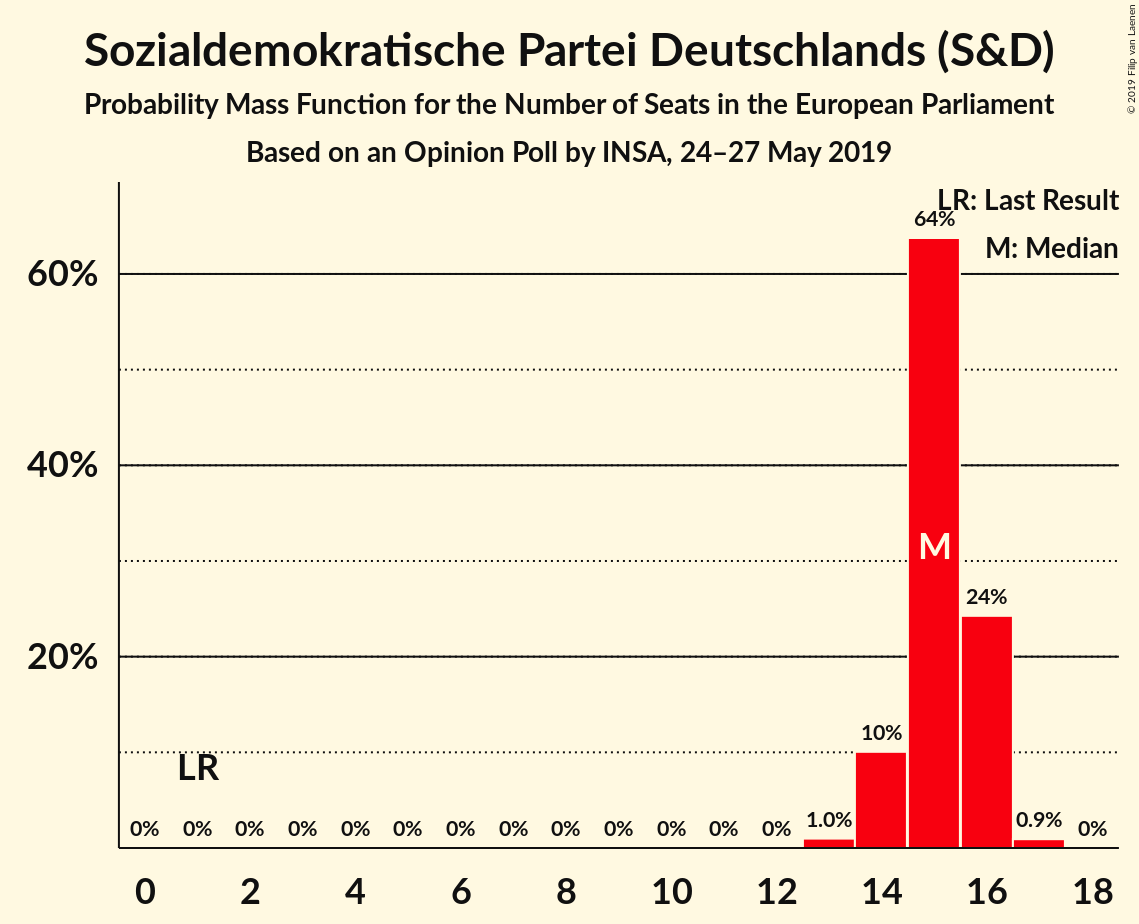 Sozialdemokratische Partei Deutschlands (S&D)
Probability Mass Function for the Number of Seats in the European Parliament
Based on an Opinion Poll by INSA, 24–27 May 2019
© 2019 Filip van Laenen
LR: Last Result
M: Median
64%
60%
40%
M
24%
20%
10%
LR
0% 0% 0% 0% 0% 0% 0% 0% 0% 0% 0% 0% 0% 1.0% 0.9% 0%
0 2 4 6 8 10 12 14 16 18